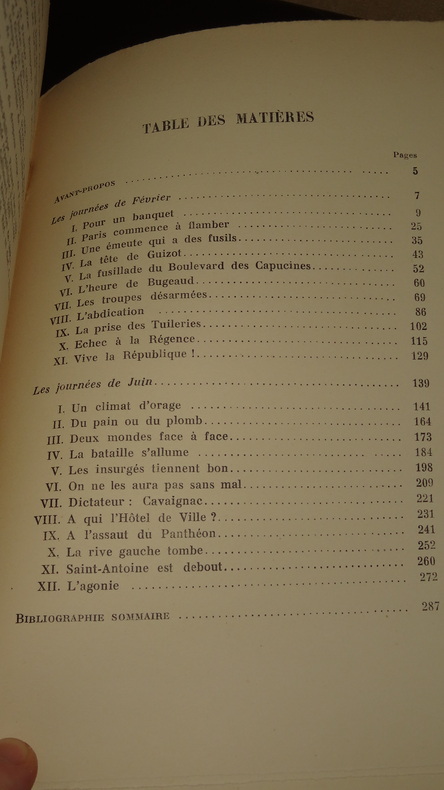 TABLE DES MATIÈRES
Pages
AVANT-PROPOS .................... 5
Les journées de Février .................... 7
I. Pour un banquet .................... 9
II. Paris commence à flamber .................... 25
III. Une émeute qui a des fusils.................... 35
IV. La tête de Guizot.................... 43
V. La fusillade du Boulevard des Capucines.................... 52
VI. L'heure de Bugeaud .................... 60
VII. Les troupes désarmées.................... 69
VIII. L'abdication .................... 86
IX. La prise des Tuileries.................... 102
X. Echec à la Régence .................... 115
XI. Vive la République !.................... 129
Les journées de Juin.................... 139
I. Un climat d'orage .................... 141
II. Du pain ou du plomb.................... 164
III. Deux mondes face à face.................... 173
IV. La bataille s'allume .................... 184
V. Les insurgés tiennent bon.................... 198
VI. On ne les aura pas sans mal.................... 209
VII. Dictateur : Cavaignac.................... 221
VIII. A qui l'Hôtel de Ville ?.................... 231
IX. A l'assaut du Panthéon.................... 241
X. La rive gauche tombe.................... 252
XI. Saint-Antoine est debout.................... 260
XII. L'agonie .................... 272
BIBLIOGRAPHIE SOMMAIRE .................... 287